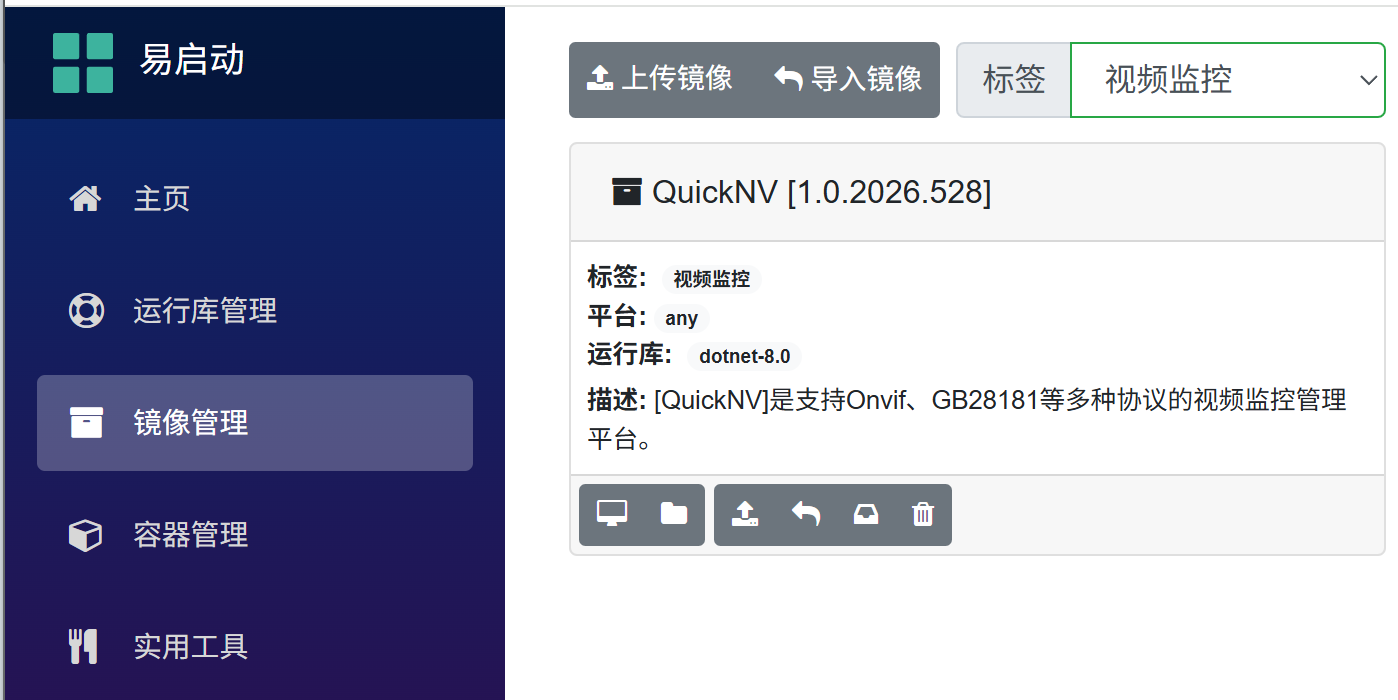 易启动
主页
运行库管理
镜像管理
容器管理
实用工具
上传镜像 导入镜像 标签 视频监控
QuickNV [1.0.2026.528]
标签: 视频监控
平台: any
运行库: dotnet-8.0
描述: [QuickNV]是支持Onvif、GB28181等多种协议的视频监控管理
平台。